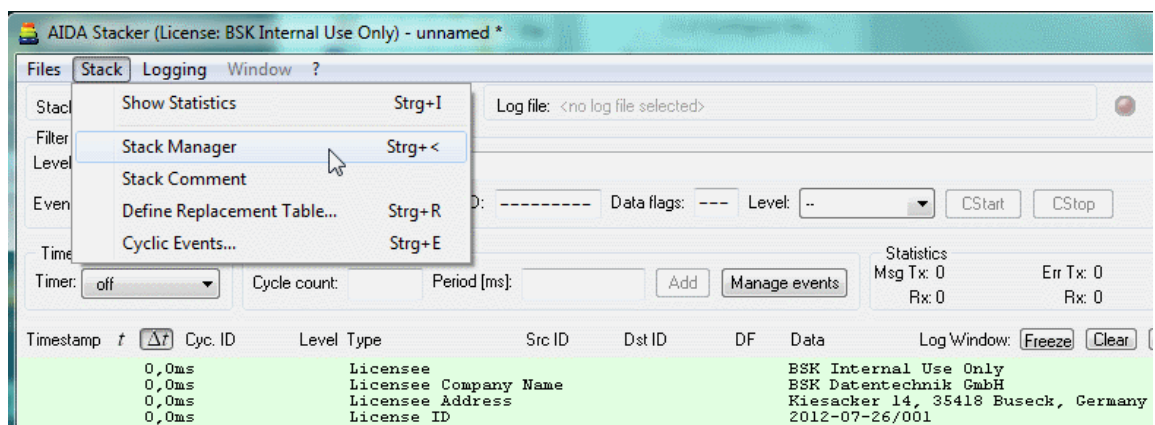 AIDA Stacker (License: BSK Internal Use Only) - unnamed *
Files Stack Logging Window ?
Show Statistics Strg+I
Stack Manager Strg+<
Stack Comment
Define Replacement Table... Strg+R
Cyclic Events... Strg+E
Log file: <no log file selected>
Filter
Level
Data flags: --- Level: -- CStart CStop
Timer: off Cycle count: Period [ms]: Add Manage events
Statistics
Msg Tx: 0 Err Tx: 0
Rx: 0 Rx: 0
Timestamp t Δt Cyc. ID Level Type Src ID Dst ID DF Data Log Window: Freeze Clear
0,0ms Licensee BSK Internal Use Only
0,0ms Licensee Company Name BSK Datentechnik GmbH
0,0ms Licensee Address Kiesacker 14, 35418 Buseck, Germany
0,0ms License ID 2012-07-26/001